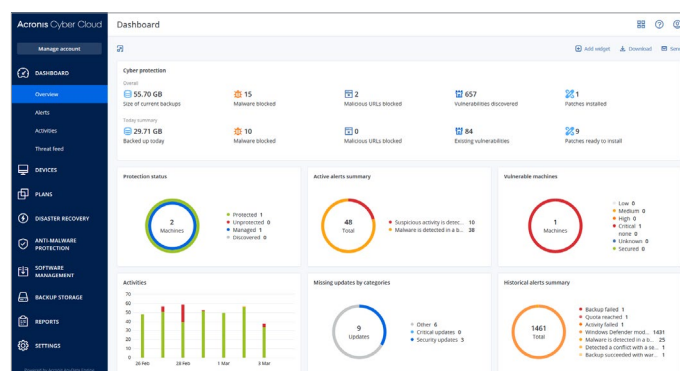 Acronis Cyber Cloud
Dashboard
Manage account
Add widget
Download
Send
DASHBOARD
Overview
Alerts
Activities
Threat feed
DEVICES
PLANS
DISASTER RECOVERY
ANTI-MALWARE
PROTECTION
SOFTWARE
MANAGEMENT
BACKUP STORAGE
REPORTS
SETTINGS
Cyber protection
Overall
55.70 GB
Size of current backups
15
Malware blocked
2
Malicious URLs blocked
657
Vulnerabilities discovered
1
Patches installed
Today summary
29.71 GB
Backed up today
10
Malware blocked
0
Malicious URLs blocked
84
Existing vulnerabilities
9
Patches ready to install
Protection status
2
Machines
Protected 1
Unprotected 0
Managed 1
Discovered 0
Active alerts summary
48
Total
Suspicious activity is detec... 10
Malware is detected in a b... 38
Vulnerable machines
1
Machines
Low 0
Medium 0
High 0
Critical 1
none 0
Unknown 0
Secured 0
Activities
70
60
50
40
30
20
10
0
26 Feb
28 Feb
1 Mar
3 Mar
Missing updates by categories
9
Updates
Other 6
Critical updates 0
Security updates 3
Historical alerts summary
1461
Total
Backup failed 1
Quota reached 1
Activity failed 1
Windows Defender mod... 1431
Malware is detected in a b... 25
Detected a conflict with a se... 1
Backup succeeded with war... 1